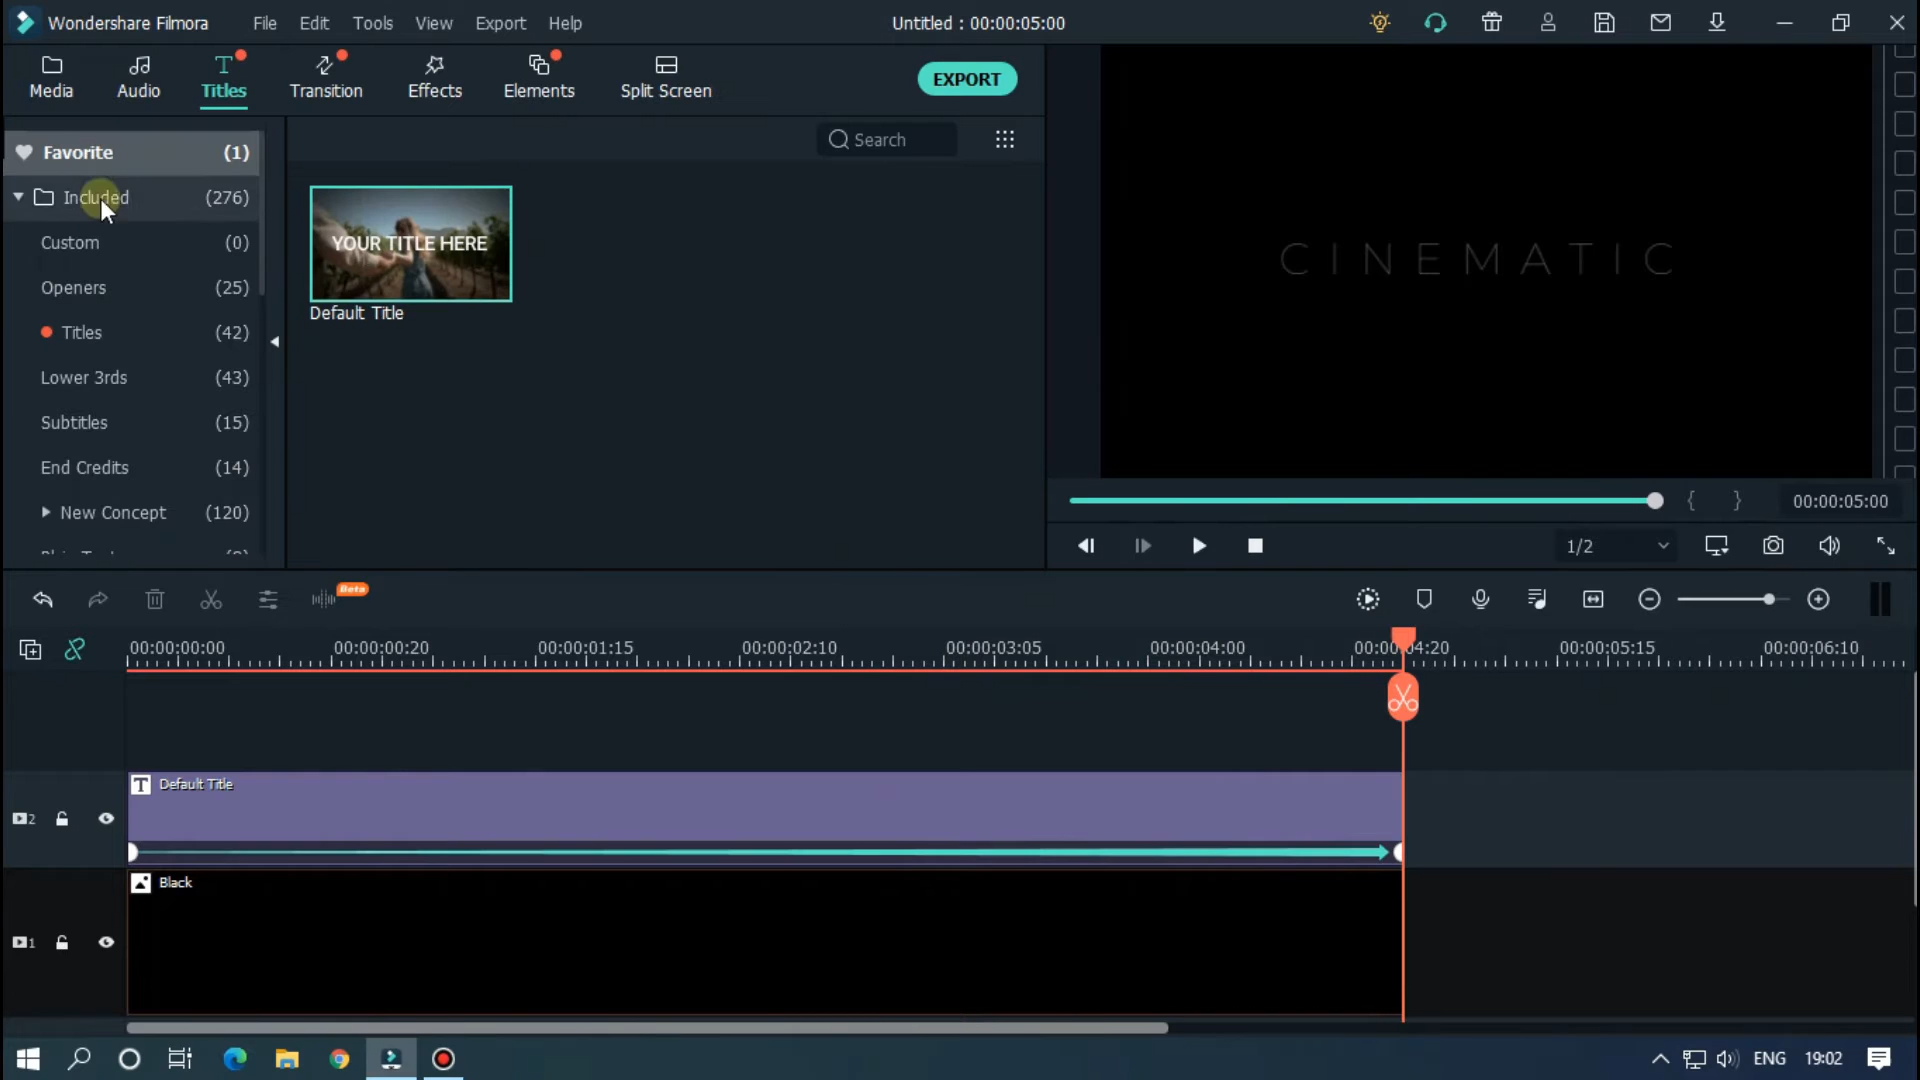 Wondershare Filmora File Edit Tools View Export Help Untitled : 00:00:05:00
Media Audio Titles Transition Effects Elements Split Screen EXPORT
Favorite (1)
Included (276)
Custom (0)
Openers (25)
Titles (42)
Lower 3rds (43)
Subtitles (15)
End Credits (14)
New Concept (120)
Search
YOUR TITLE HERE
Default Title
CINEMATIC
{ } 00:00:05:00
1/2
Beta
00:00:00:00 00:00:00:20 00:00:01:15 00:00:02:10 00:00:03:05 00:00:04:00 00:00:04:20 00:00:05:15 00:00:06:10
T Default Title
2
Black
1
ENG 19:02